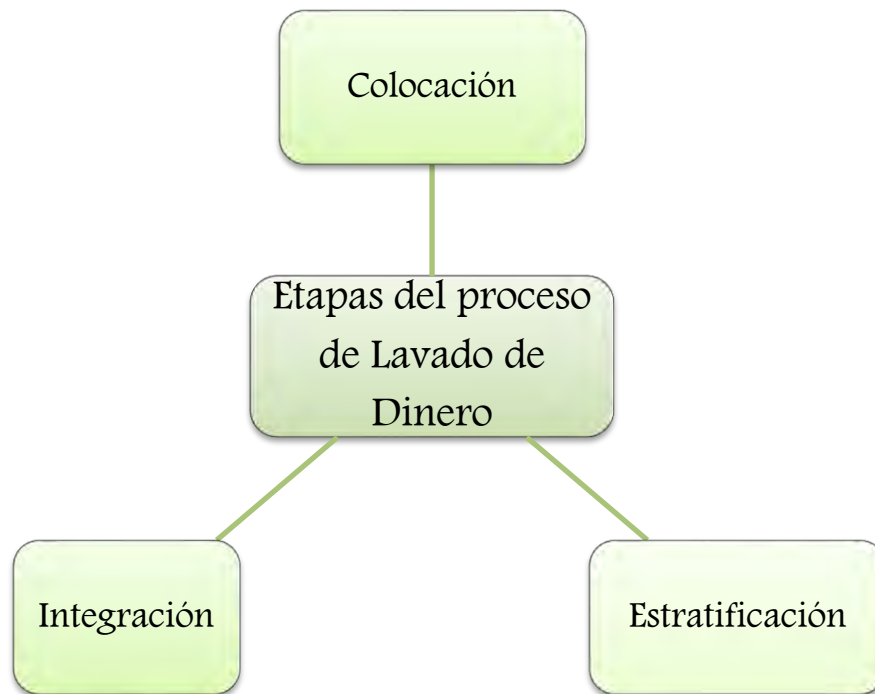 Colocación
Etapas del proceso
de Lavado de
Dinero
Integración
Estratificación